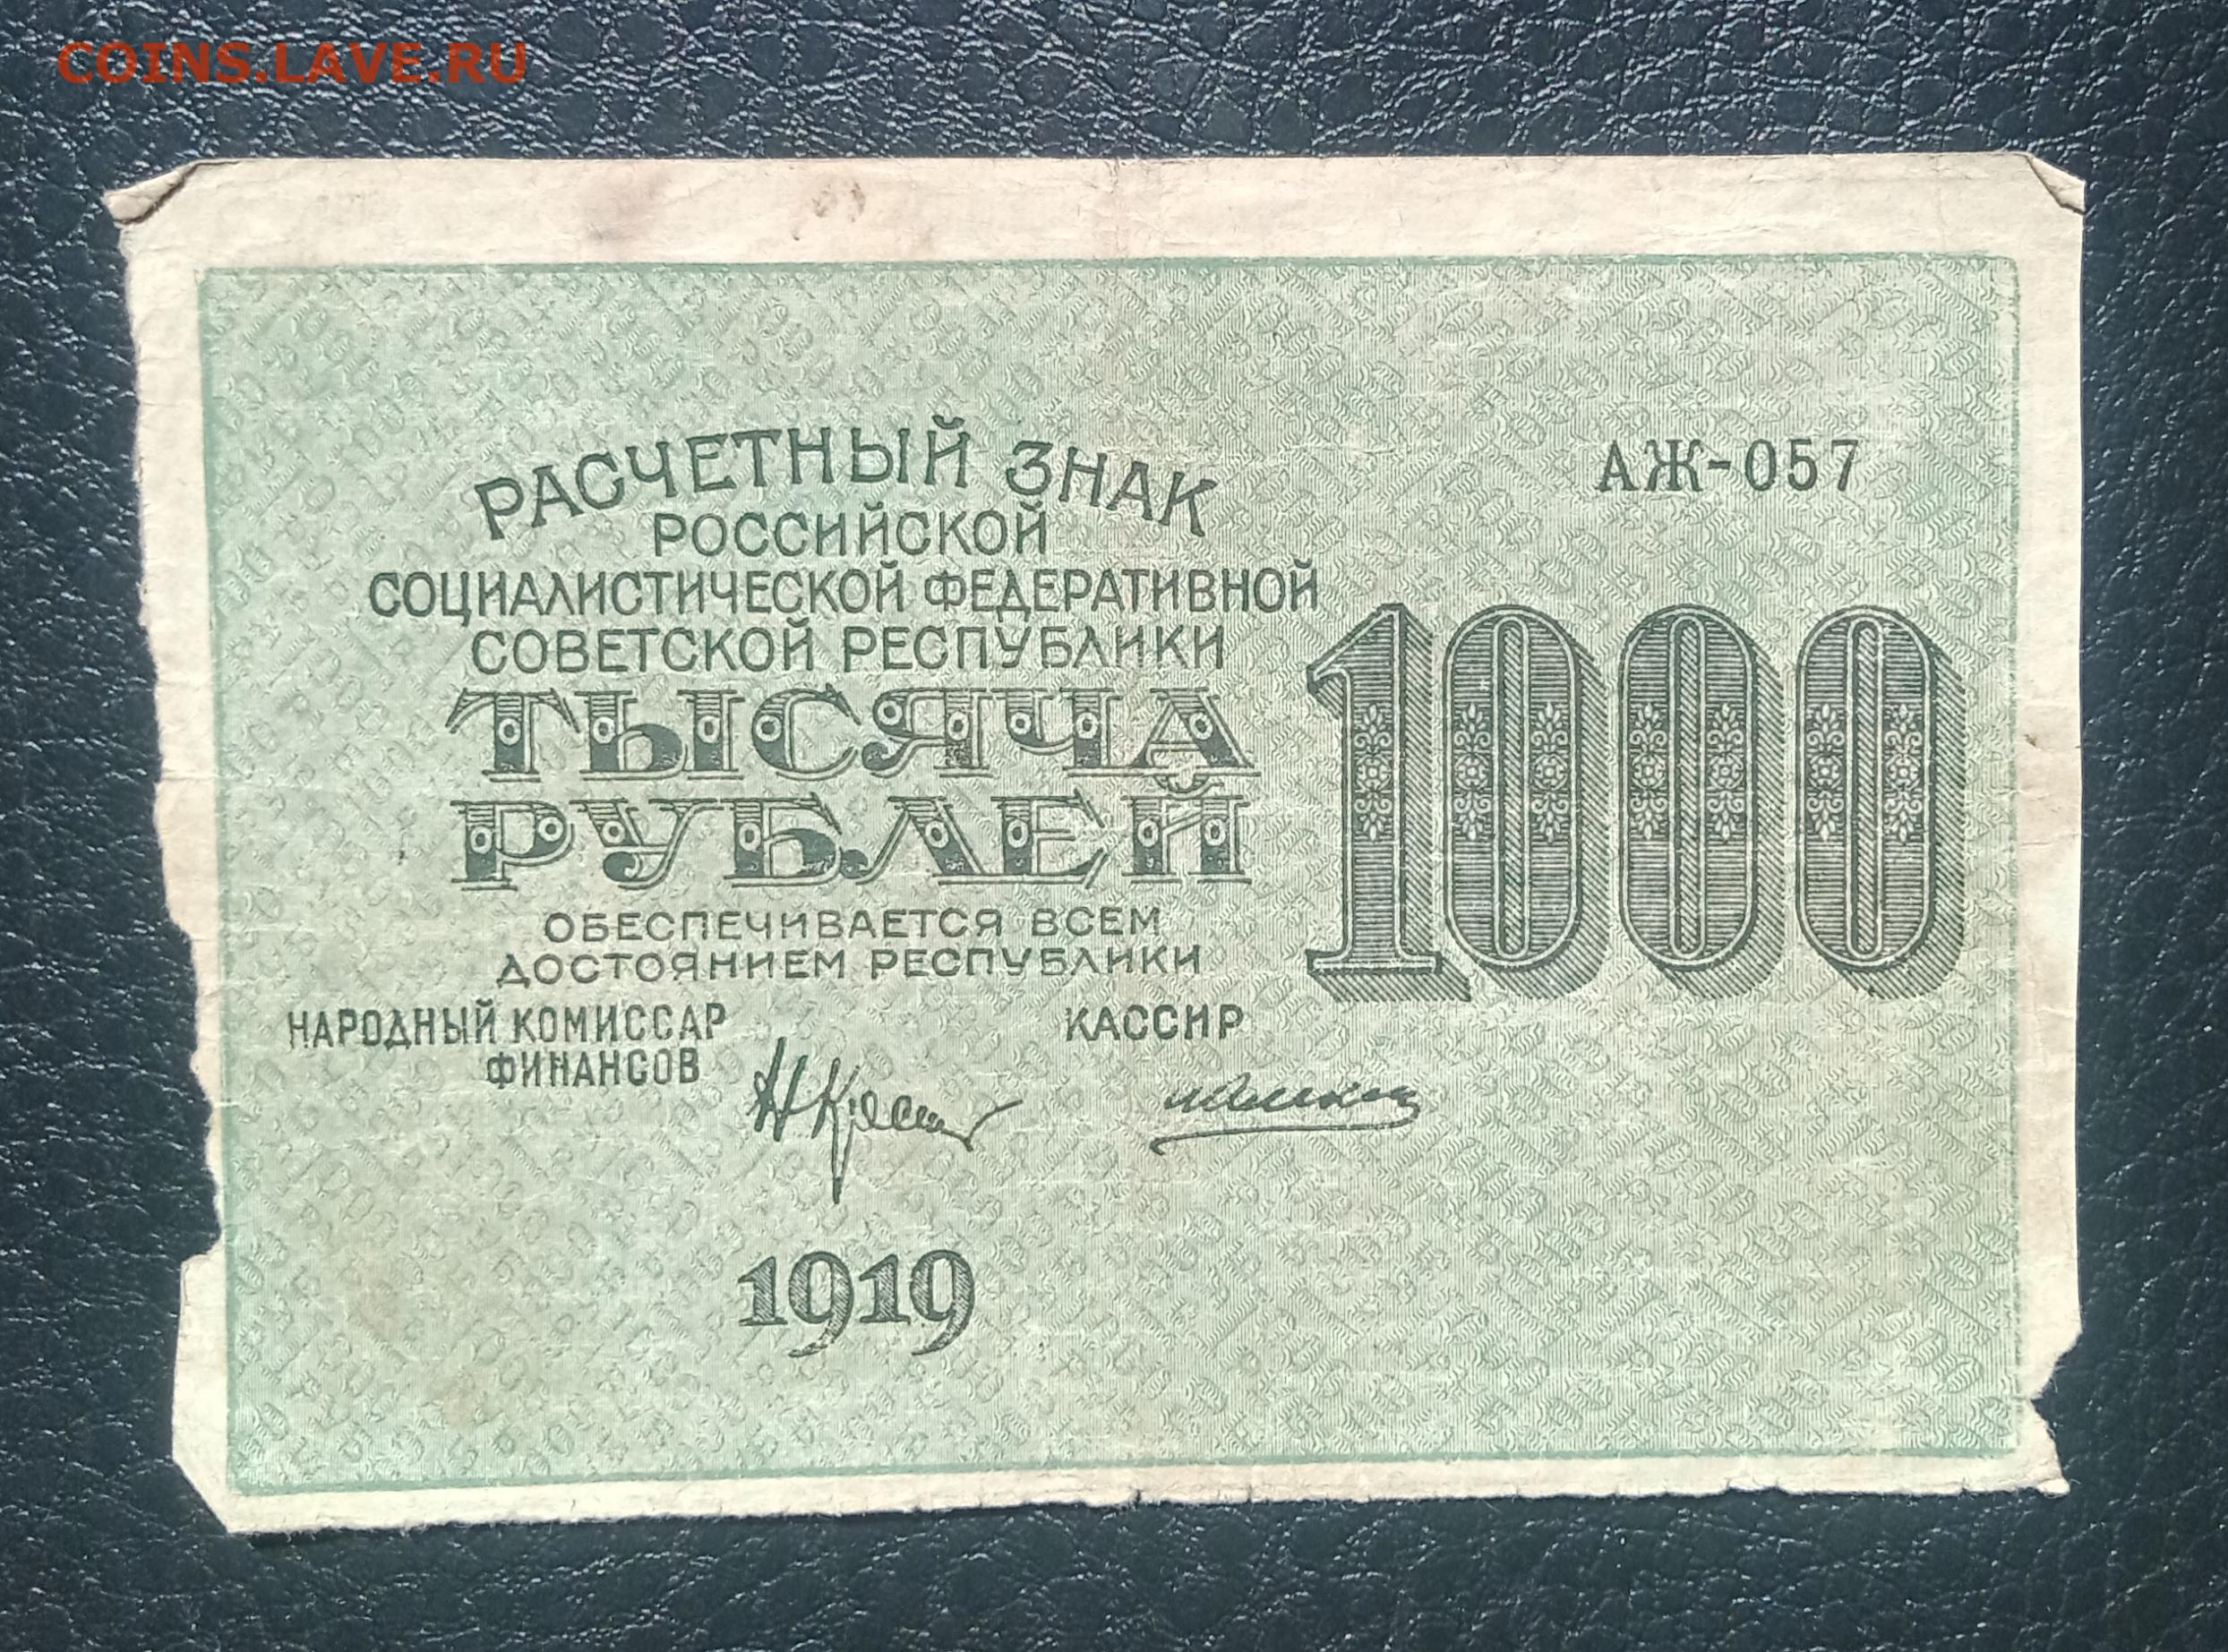 COINS.LAVE.RU
РАСЧЕТНЫЙ ЗНАК
АЖ-057
РОССИЙСКОЙ
СОЦИАЛИСТИЧЕСКОЙ ФЕДЕРАТИВНОЙ
СОВЕТСКОЙ РЕСПУБЛИКИ
ТЫСЯЧА
РУБЛЕЙ
1000
ОБЕСПЕЧИВАЕТСЯ ВСЕМ
ДОСТОЯНИЕМ РЕСПУБЛИКИ
НАРОДНЫЙ КОМИССАР
ФИНАНСОВ
КАССИР
1919